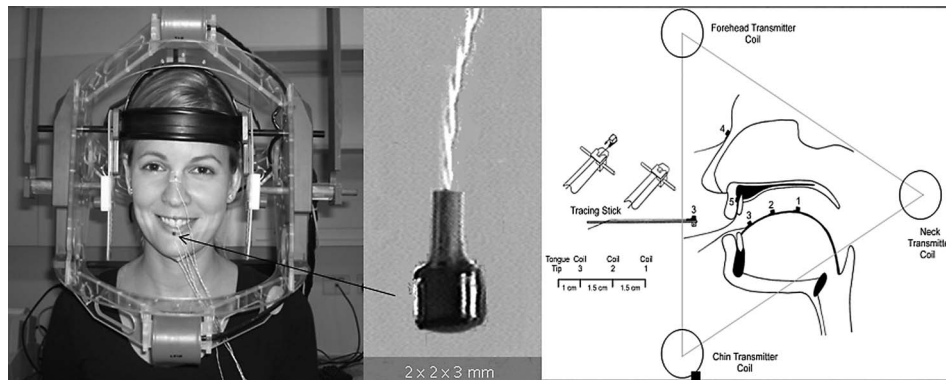 2 x 2 x 3 mm
Forehead Transmitter
Coil
4
5
3
2
1
Tracing Stick
3
Neck
Transmitter
Coil
Tongue Coil Coil Coil
Tip 3 2 1
1 cm 1.5 cm 1.5 cm
Chin Transmitter
Coil